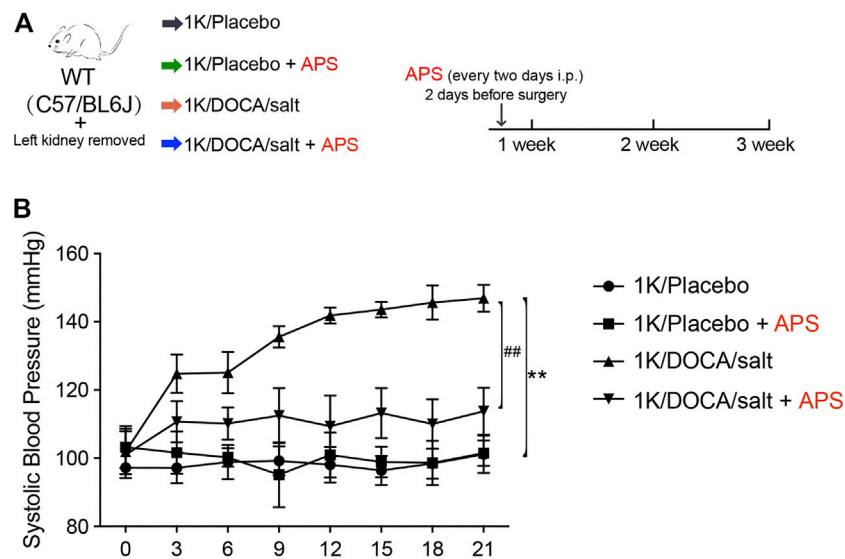 A
WT
(C57/BL6J)
+
Left kidney removed
1K/Placebo
1K/Placebo + APS
1K/DOCA/salt
1K/DOCA/salt + APS
APS (every two days i.p.)
2 days before surgery
1 week 2 week 3 week
B
Systolic Blood Pressure (mmHg)
160
140
120
100
80
0 3 6 9 12 15 18 21
##
**
1K/Placebo
1K/Placebo + APS
1K/DOCA/salt
1K/DOCA/salt + APS